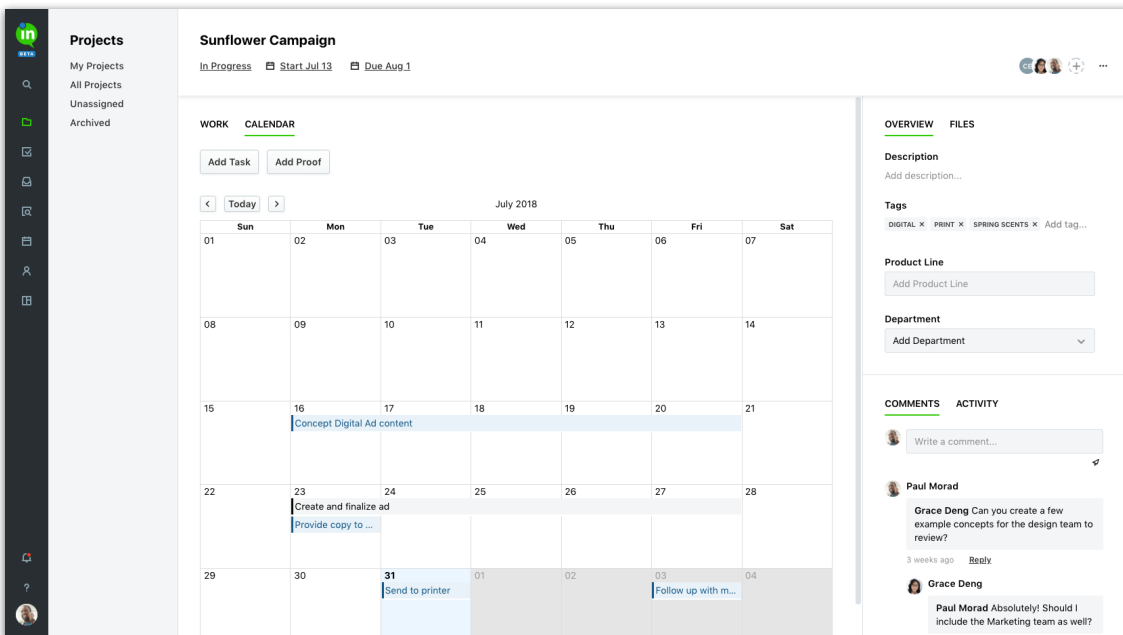 in
BETA
Projects
My Projects
All Projects
Unassigned
Archived
?
Sunflower Campaign
In Progress Start Jul 13 Due Aug 1
...
WORK CALENDAR
Add Task Add Proof
< Today > July 2018
Sun Mon Tue Wed Thu Fri Sat
01 02 03 04 05 06 07
08 09 10 11 12 13 14
15 16 17 18 19 20 21
Concept Digital Ad content
22 23 24 25 26 27 28
Create and finalize ad
Provide copy to ...
29 30 31 01 02 03 04
Send to printer Follow up with m...
OVERVIEW FILES
Description
Add description...
Tags
DIGITAL × PRINT × SPRING SCENTS × Add tag...
Product Line
Add Product Line
Department
Add Department
COMMENTS ACTIVITY
Write a comment...
Paul Morad
Grace Deng Can you create a few
example concepts for the design team to
review?
3 weeks ago Reply
Grace Deng
Paul Morad Absolutely! Should I
include the Marketing team as well?